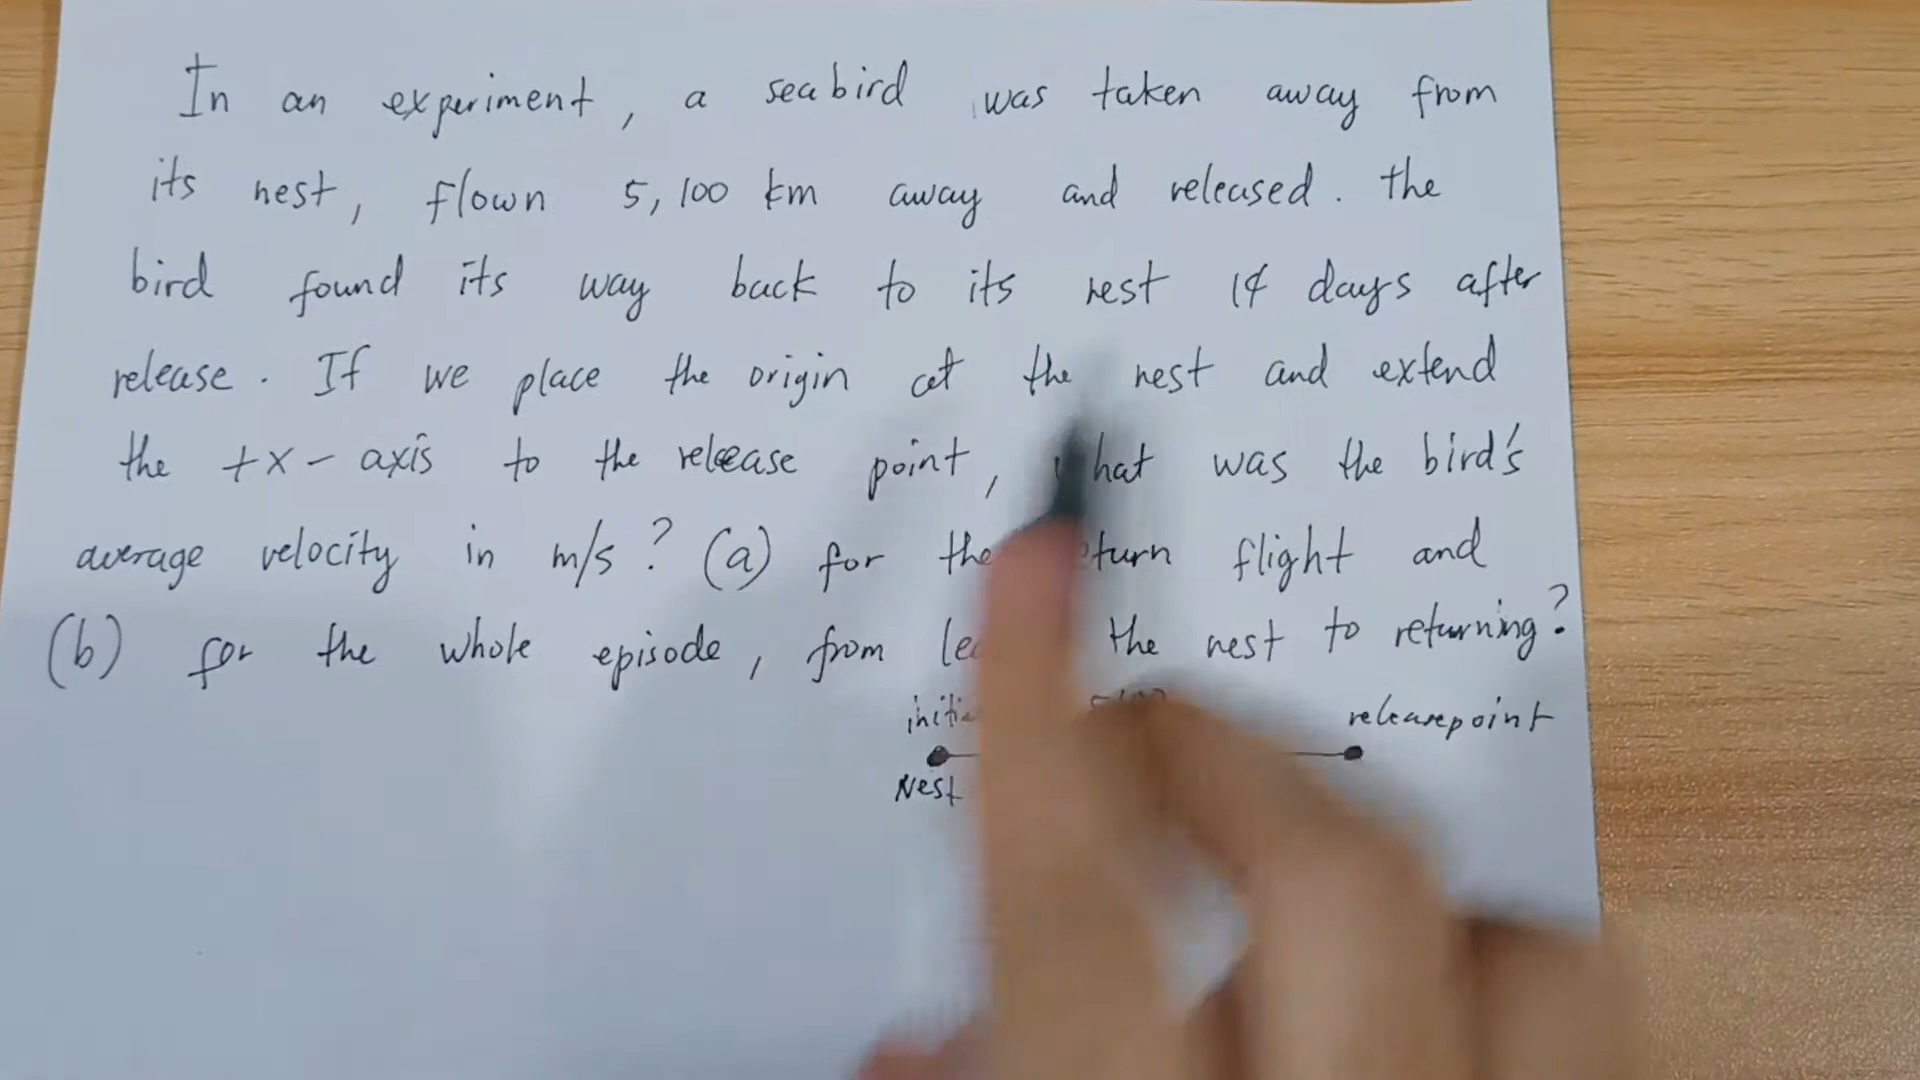 In an experiment, a seabird was taken away from
its nest, flown 5,100 km away and released. the
bird found its way back to its nest 14 days after
release. If we place the origin at the nest and extend
the +x-axis to the release point, what was the bird's
average velocity in m/s? (a) for the return flight and
(b) for the whole episode, from the nest to returning?
releasepoint
Nest